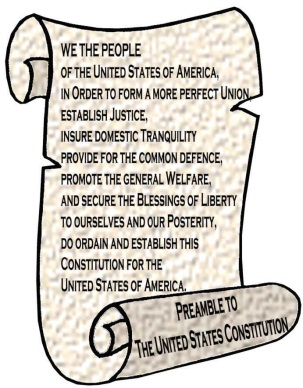 WE THE PEOPLE
OF THE UNITED STATES OF AMERICA,
IN ORDER TO FORM A MORE PERFECT UNION,
ESTABLISH JUSTICE,
INSURE DOMESTIC TRANQUILITY
PROVIDE FOR THE COMMON DEFENCE,
PROMOTE THE GENERAL WELFARE,
AND SECURE THE BLESSINGS OF LIBERTY
TO OURSELVES AND OUR POSTERITY,
DO ORDAIN AND ESTABLISH THIS
CONSTITUTION FOR THE
UNITED STATES OF AMERICA.
PREAMBLE TO
THE UNITED STATES CONSTITUTION